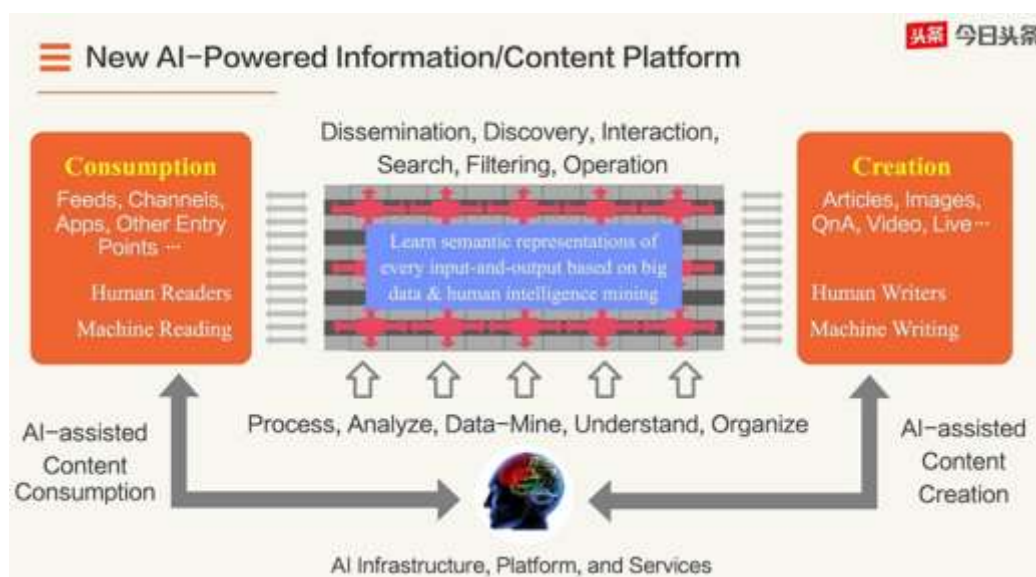 头条 今日头条
New AI-Powered Information/Content Platform
Dissemination, Discovery, Interaction,
Search, Filtering, Operation
Consumption
Feeds, Channels,
Apps, Other Entry
Points ···
Human Readers
Machine Reading
Learn semantic representations of
every input-and-output based on big
data & human intelligence mining
Creation
Articles, Images,
QnA, Video, Live···
Human Writers
Machine Writing
Process, Analyze, Data-Mine, Understand, Organize
AI-assisted
Content
Consumption
AI-assisted
Content
Creation
AI Infrastructure, Platform, and Services